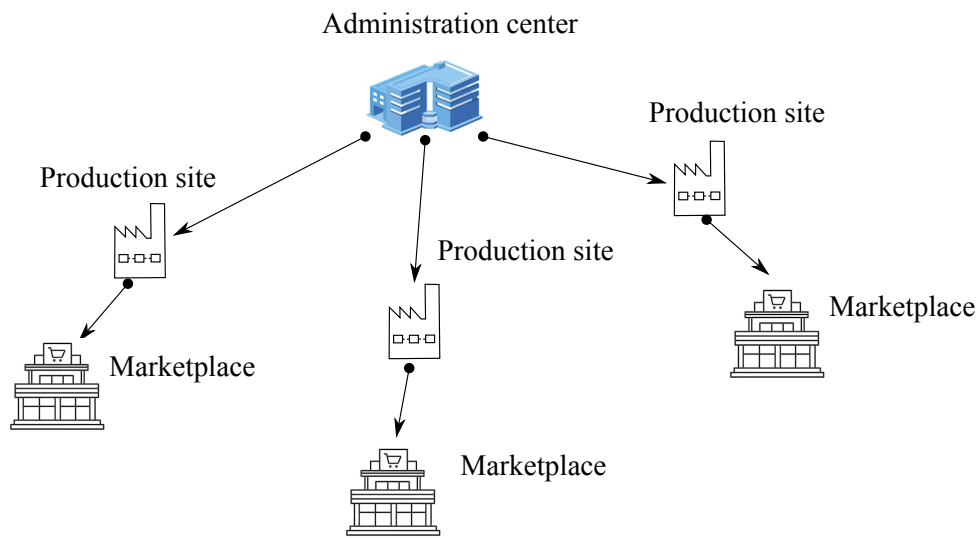 Administration center
Production site
Production site
Production site
Marketplace
Marketplace
Marketplace